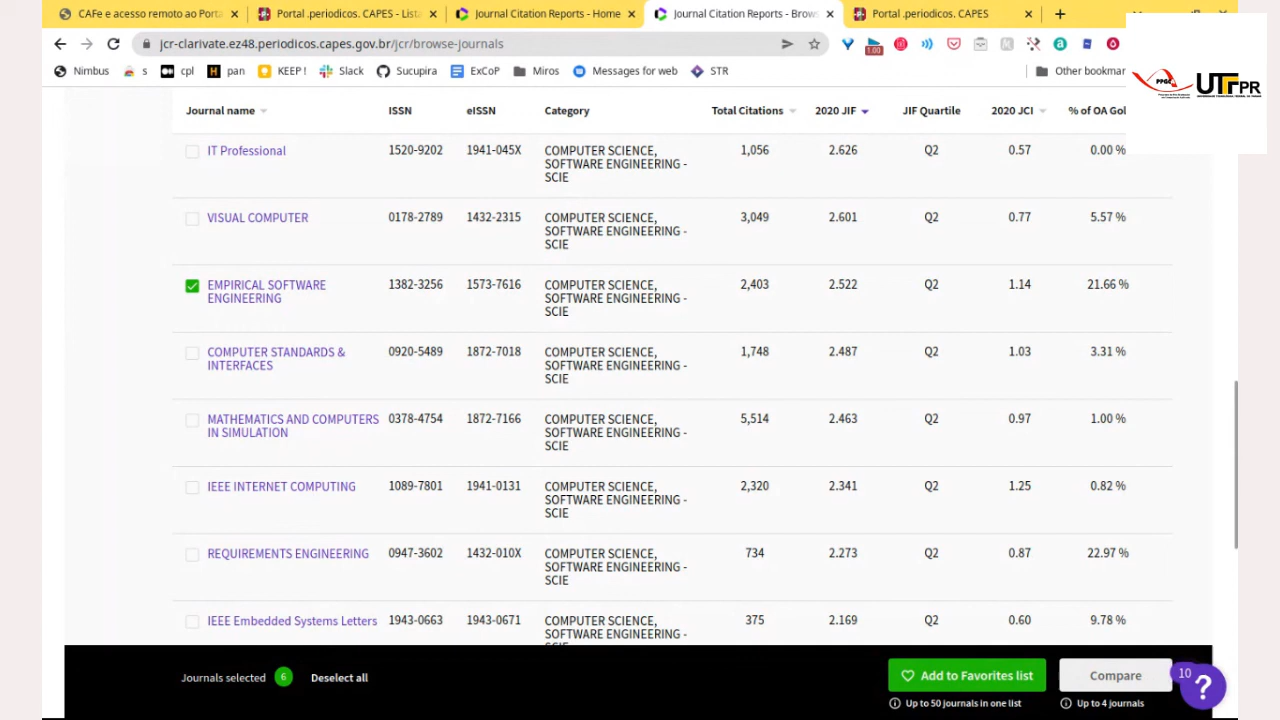 CAFe e acesso remoto ao Porta
Portal .periodicos. CAPES - Lista
Journal Citation Reports - Home
Journal Citation Reports - Brows
Portal .periodicos. CAPES
jcr-clarivate.ez48.periodicos.capes.gov.br/jcr/browse-journals
1.00
Nimbus
s
cpl
pan
KEEP !
Slack
Sucupira
ExCoP
Miros
Messages for web
STR
Other bookmar
UTFPR
Journal name ISSN eISSN Category Total Citations 2020 JIF JIF Quartile 2020 JCI % of OA Gol
IT Professional 1520-9202 1941-045X COMPUTER SCIENCE, 1,056 2.626 Q2 0.57 0.00 %
SOFTWARE ENGINEERING -
SCIE
VISUAL COMPUTER 0178-2789 1432-2315 COMPUTER SCIENCE, 3,049 2.601 Q2 0.77 5.57 %
SOFTWARE ENGINEERING -
SCIE
EMPIRICAL SOFTWARE 1382-3256 1573-7616 COMPUTER SCIENCE, 2,403 2.522 Q2 1.14 21.66 %
ENGINEERING SOFTWARE ENGINEERING -
SCIE
COMPUTER STANDARDS & 0920-5489 1872-7018 COMPUTER SCIENCE, 1,748 2.487 Q2 1.03 3.31 %
INTERFACES SOFTWARE ENGINEERING -
SCIE
MATHEMATICS AND COMPUTERS 0378-4754 1872-7166 COMPUTER SCIENCE, 5,514 2.463 Q2 0.97 1.00 %
IN SIMULATION SOFTWARE ENGINEERING -
SCIE
IEEE INTERNET COMPUTING 1089-7801 1941-0131 COMPUTER SCIENCE, 2,320 2.341 Q2 1.25 0.82 %
SOFTWARE ENGINEERING -
SCIE
REQUIREMENTS ENGINEERING 0947-3602 1432-010X COMPUTER SCIENCE, 734 2.273 Q2 0.87 22.97 %
SOFTWARE ENGINEERING -
SCIE
IEEE Embedded Systems Letters 1943-0663 1943-0671 COMPUTER SCIENCE, 375 2.169 Q2 0.60 9.78 %
SOFTWARE ENGINEERING -
Journals selected 6 Deselect all
Add to Favorites list
Compare
10
?
Up to 50 journals in one list
Up to 4 journals